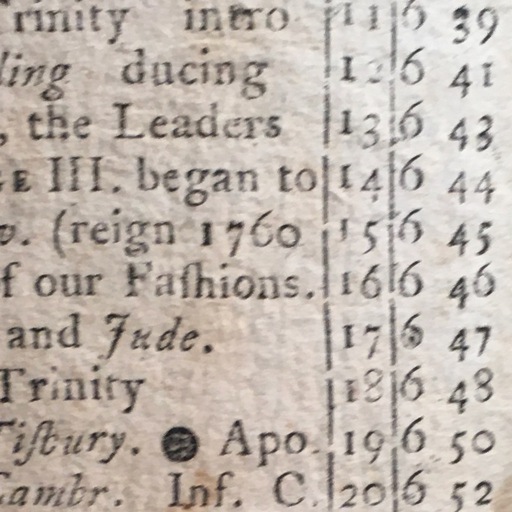 rinity intro 11 6 39
ling ducing 12 6 41
, the Leaders 13 6 43
E III. began to 14 6 44
o. (reign 1760 15 6 45
f our Faſhions. 16 6 46
and Jude. 17 6 47
Trinity 18 6 48
Tiſbury. Apo. 19 6 50
Cambr. Inf. C. 20 6 52